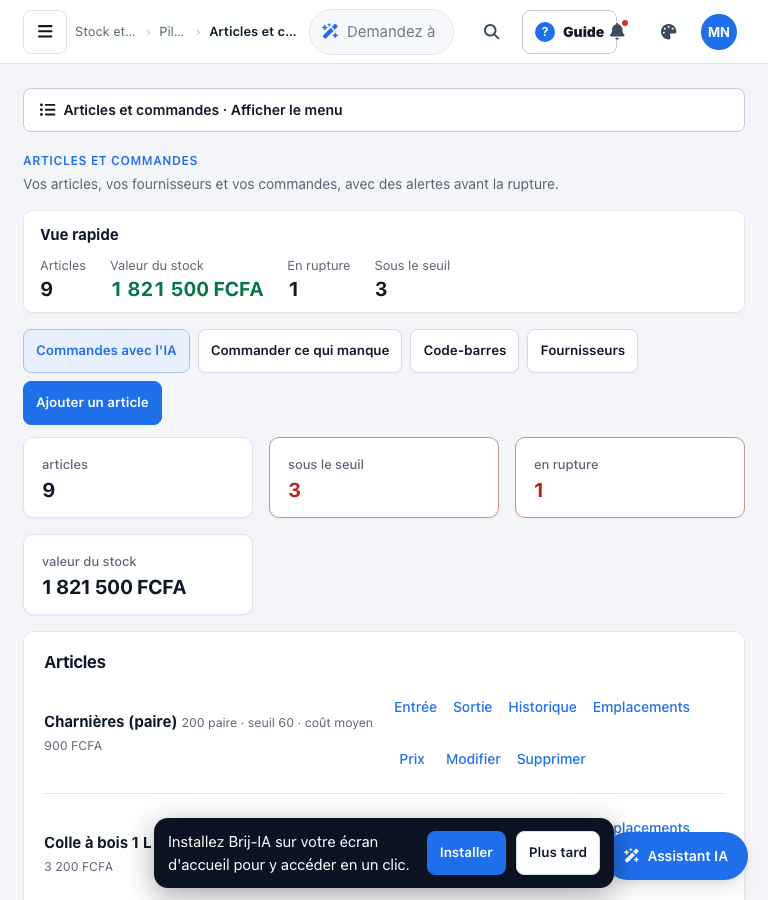 Stock et... › Pil... › Articles et c... Demandez à ? Guide MN
Articles et commandes · Afficher le menu
ARTICLES ET COMMANDES
Vos articles, vos fournisseurs et vos commandes, avec des alertes avant la rupture.
Vue rapide
Articles Valeur du stock En rupture Sous le seuil
9 1 821 500 FCFA 1 3
Commandes avec l'IA Commander ce qui manque Code-barres Fournisseurs
Ajouter un article
articles sous le seuil en rupture
9 3 1
valeur du stock
1 821 500 FCFA
Articles
Entrée Sortie Historique Emplacements
Charnières (paire) 200 paire · seuil 60 · coût moyen
900 FCFA
Prix Modifier Supprimer
placements
Colle à bois 1 L
3 200 FCFA
Installez Brij-IA sur votre écran
d'accueil pour y accéder en un clic.
Installer Plus tard
Assistant IA